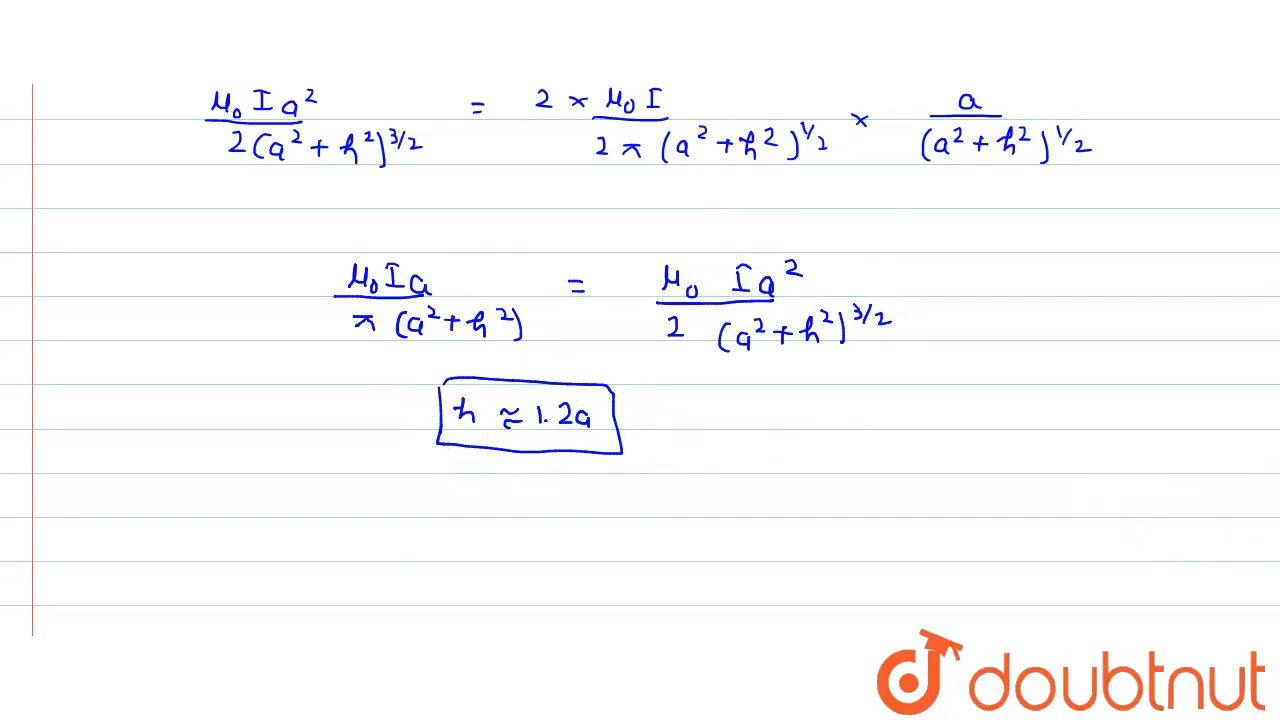 μ₀ I a² / 2(a² + h²)^3/2 = 2 × μ₀ I / 2 π (a² + h²)^1/2 × a / (a² + h²)^1/2
μ₀ I a / π (a² + h²) = μ₀ I a² / 2 (a² + h²)^3/2
h ≈ 1.2a
doubtnut